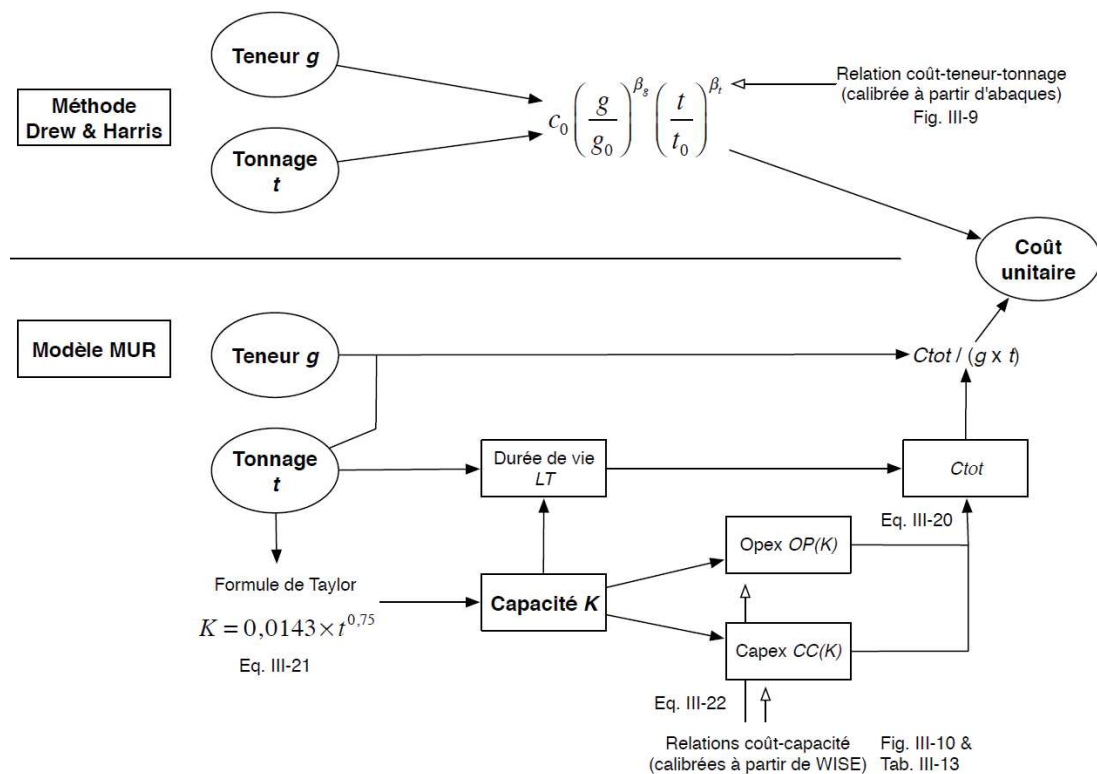 Teneur g
Méthode
Drew & Harris
Tonnage
t
c₀ (g / g₀)^βg (t / t₀)^βt
Relation coût-teneur-tonnage
(calibrée à partir d'abaques)
Fig. III-9
Coût
unitaire
Modèle MUR
Teneur g
Ctot / (g x t)
Tonnage
t
Durée de vie
LT
Ctot
Eq. III-20
Opex OP(K)
Formule de Taylor
K = 0,0143 × t^0,75
Eq. III-21
Capacité K
Capex CC(K)
Eq. III-22
Relations coût-capacité
(calibrées à partir de WISE)
Fig. III-10 &
Tab. III-13